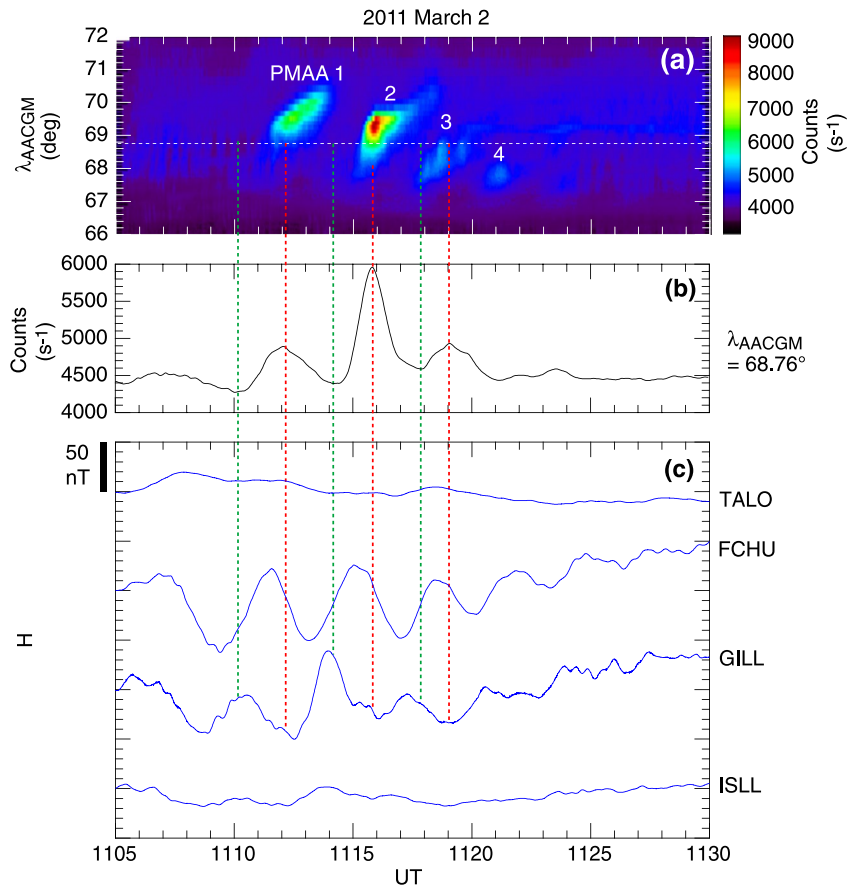 2011 March 2
72
71
70
69
68
67
66
λAACGM
(deg)
PMAA 1
2
3
4
(a)
9000
8000
7000
6000
5000
4000
Counts
(s-1)
6000
5500
5000
4500
4000
Counts
(s-1)
(b)
λAACGM
= 68.76°
50
nT
(c)
TALO
FCHU
GILL
ISLL
H
1105
1110
1115
1120
1125
1130
UT